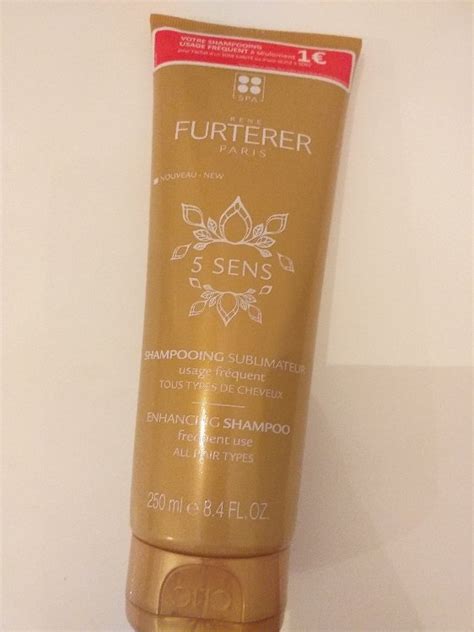 VOTRE SHAMPOOING
USAGE FRÉQUENT à seulement 1€
SPA
RENE
FURTERER
PARIS
NOUVEAU - NEW
5 SENS
SHAMPOOING SUBLIMATEUR
usage fréquent
TOUS TYPES DE CHEVEUX
ENHANCING SHAMPOO
frequent use
ALL HAIR TYPES
250 ml e 8.4 FL.OZ.